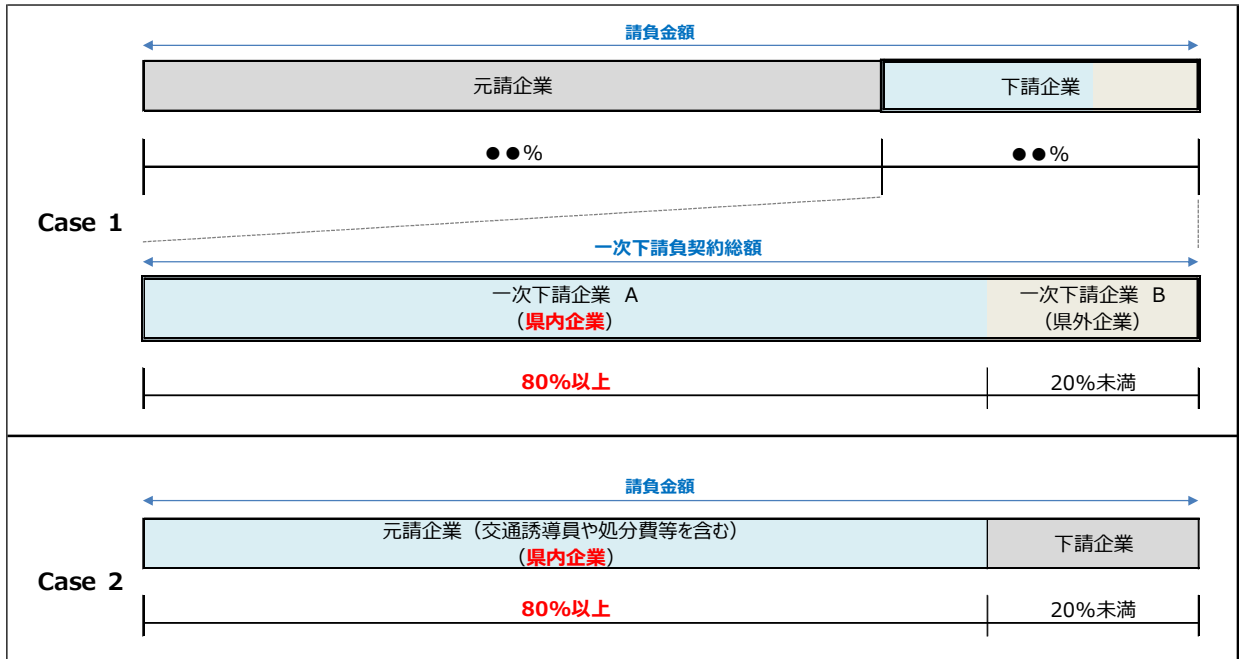 請負金額
元請企業
下請企業
●●%
●●%
Case 1
一次下請負契約総額
一次下請企業 A
(県内企業)
一次下請企業 B
(県外企業)
80%以上
20%未満
請負金額
元請企業(交通誘導員や処分費等を含む)
(県内企業)
下請企業
Case 2
80%以上
20%未満